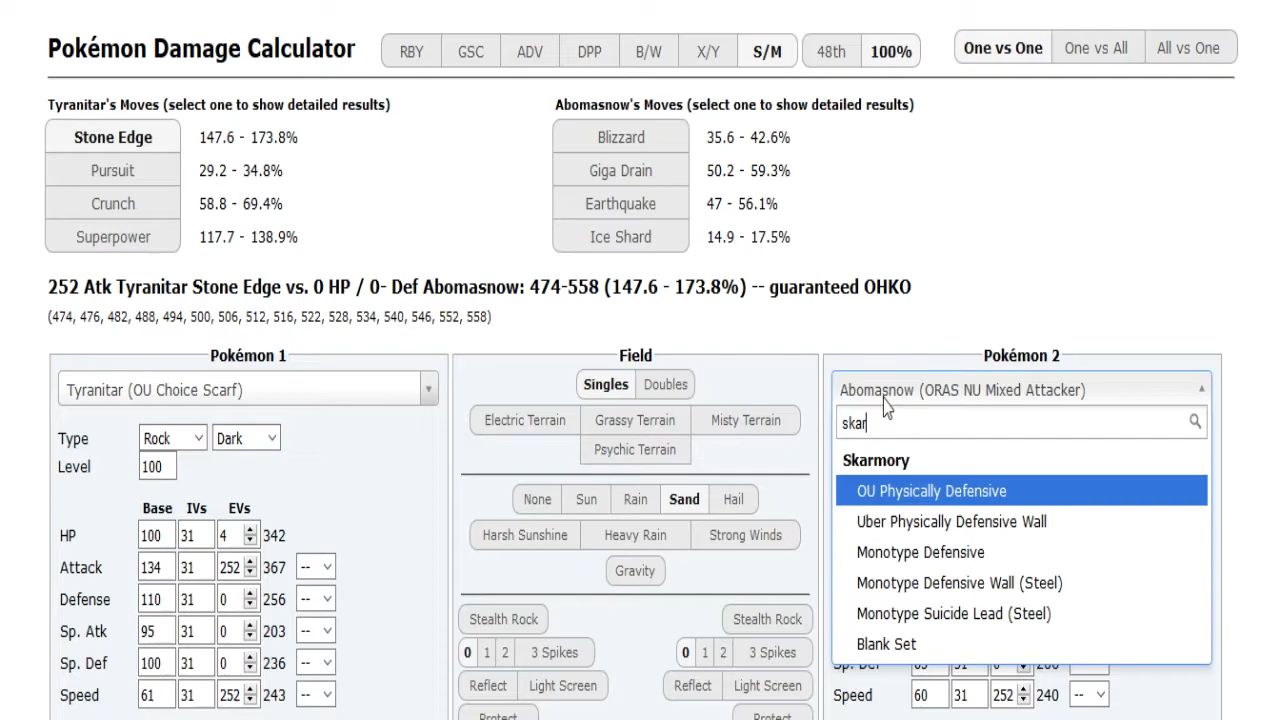 Pokémon Damage Calculator
RBY GSC ADV DPP B/W X/Y S/M 48th 100% One vs One One vs All All vs One
Tyranitar's Moves (select one to show detailed results)
Stone Edge 147.6 - 173.8%
Pursuit 29.2 - 34.8%
Crunch 58.8 - 69.4%
Superpower 117.7 - 138.9%
Abomasnow's Moves (select one to show detailed results)
Blizzard 35.6 - 42.6%
Giga Drain 50.2 - 59.3%
Earthquake 47 - 56.1%
Ice Shard 14.9 - 17.5%
252 Atk Tyranitar Stone Edge vs. 0 HP / 0- Def Abomasnow: 474-558 (147.6 - 173.8%) -- guaranteed OHKO
(474, 476, 482, 488, 494, 500, 506, 512, 516, 522, 528, 534, 540, 546, 552, 558)
Pokémon 1
Tyranitar (OU Choice Scarf)
Type Rock Dark
Level 100
Base IVs EVs
HP 100 31 4 342
Attack 134 31 252 367 --
Defense 110 31 0 256 --
Sp. Atk 95 31 0 203 --
Sp. Def 100 31 0 236 --
Speed 61 31 252 243 --
Field
Singles Doubles
Electric Terrain Grassy Terrain Misty Terrain
Psychic Terrain
None Sun Rain Sand Hail
Harsh Sunshine Heavy Rain Strong Winds
Gravity
Stealth Rock Stealth Rock
0 1 2 3 Spikes 0 1 2 3 Spikes
Reflect Light Screen Reflect Light Screen
Protect Protect
Pokémon 2
Abomasnow (ORAS NU Mixed Attacker)
skar
Skarmory
OU Physically Defensive
Uber Physically Defensive Wall
Monotype Defensive
Monotype Defensive Wall (Steel)
Monotype Suicide Lead (Steel)
Blank Set
Sp. Def
Speed 60 31 252 240 --